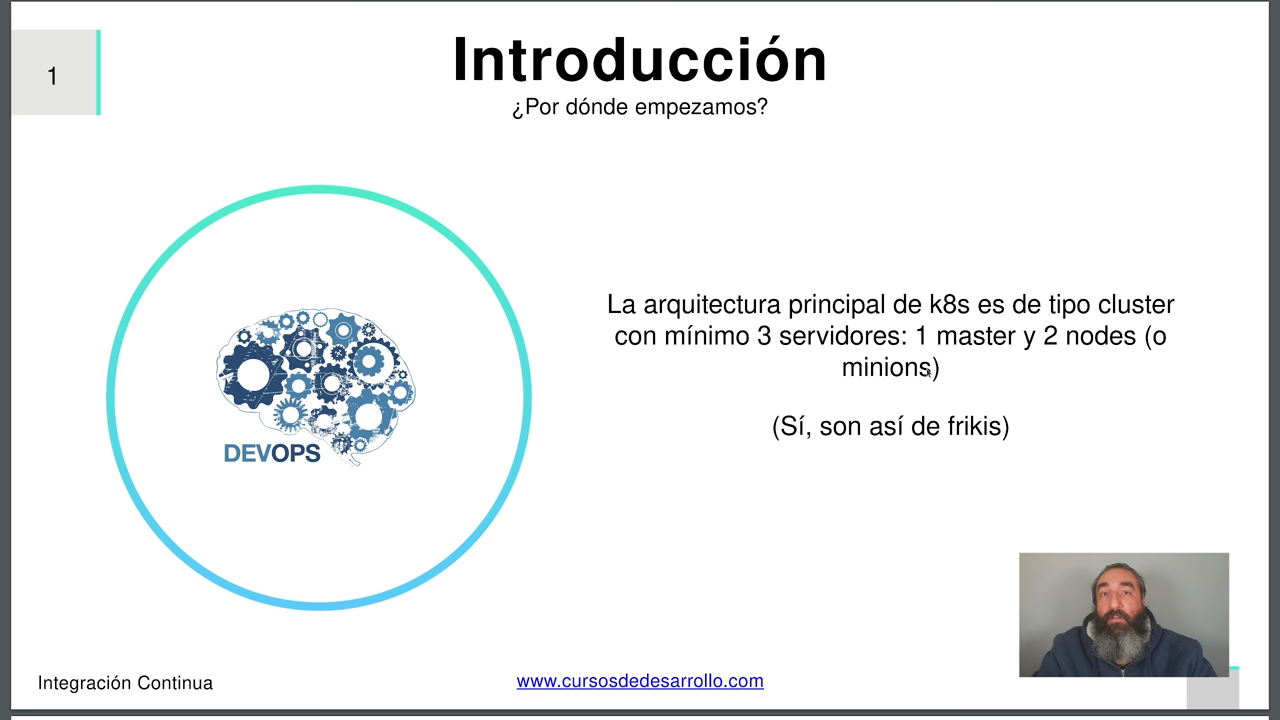 1
Introducción
¿Por dónde empezamos?
La arquitectura principal de k8s es de tipo cluster
con mínimo 3 servidores: 1 master y 2 nodes (o
minions)
(Sí, son así de frikis)
DEVOPS
Integración Continua
www.cursosdedesarrollo.com